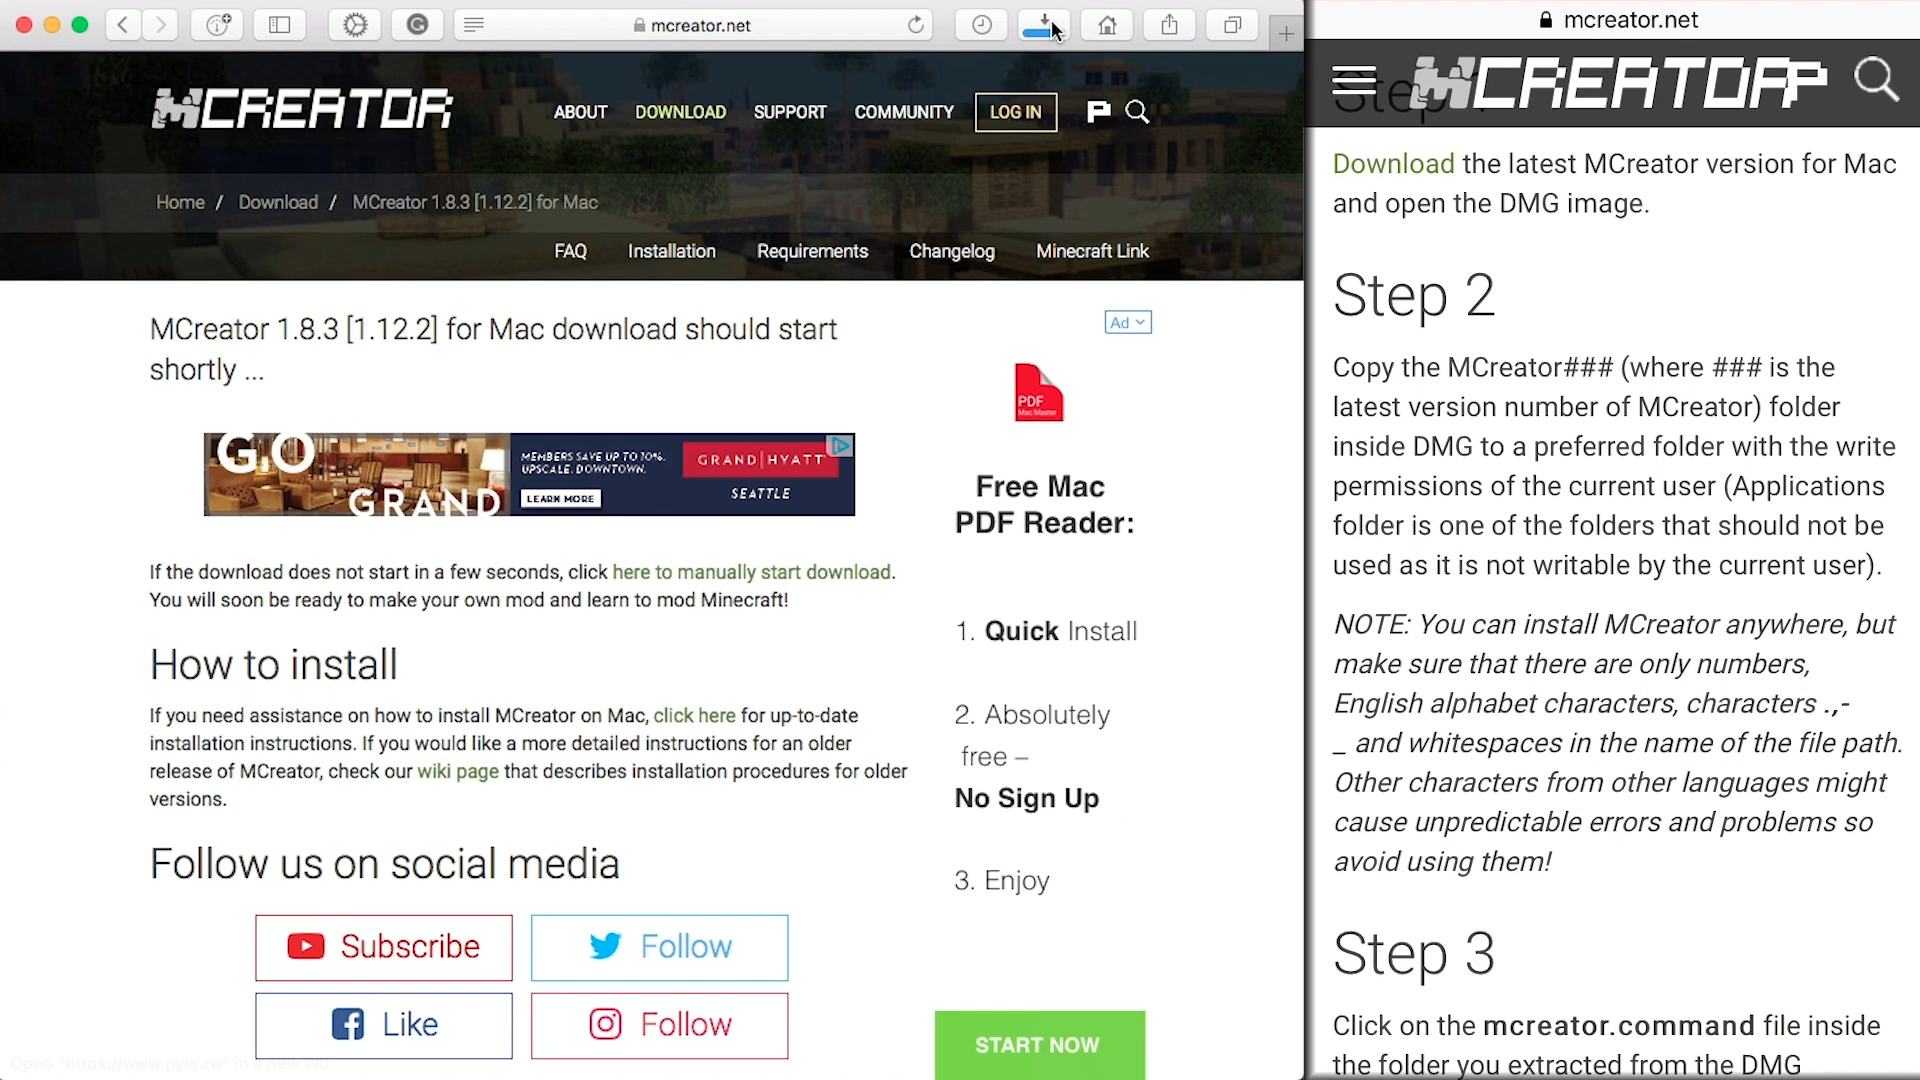 mcreator.net
MCREATOR
ABOUT
DOWNLOAD
SUPPORT
COMMUNITY
LOG IN
Home / Download / MCreator 1.8.3 [1.12.2] for Mac
FAQ
Installation
Requirements
Changelog
Minecraft Link
MCreator 1.8.3 [1.12.2] for Mac download should start
shortly ...
GO
GRAND
MEMBERS SAVE UP TO 10%.
UPSCALE. DOWNTOWN.
LEARN MORE
GRAND | HYATT
SEATTLE
If the download does not start in a few seconds, click here to manually start download.
You will soon be ready to make your own mod and learn to mod Minecraft!
How to install
If you need assistance on how to install MCreator on Mac, click here for up-to-date
installation instructions. If you would like a more detailed instructions for an older
release of MCreator, check our wiki page that describes installation procedures for older
versions.
Follow us on social media
Subscribe
Follow
Like
Follow
Open "https://www.pylo.co" in a new tab
Ad
PDF
Mac Master
Free Mac
PDF Reader:
1. Quick Install
2. Absolutely
free –
No Sign Up
3. Enjoy
START NOW
mcreator.net
MCREATOR
Download the latest MCreator version for Mac
and open the DMG image.
Step 2
Copy the MCreator### (where ### is the
latest version number of MCreator) folder
inside DMG to a preferred folder with the write
permissions of the current user (Applications
folder is one of the folders that should not be
used as it is not writable by the current user).
NOTE: You can install MCreator anywhere, but
make sure that there are only numbers,
English alphabet characters, characters .,-
_ and whitespaces in the name of the file path.
Other characters from other languages might
cause unpredictable errors and problems so
avoid using them!
Step 3
Click on the mcreator.command file inside
the folder you extracted from the DMG